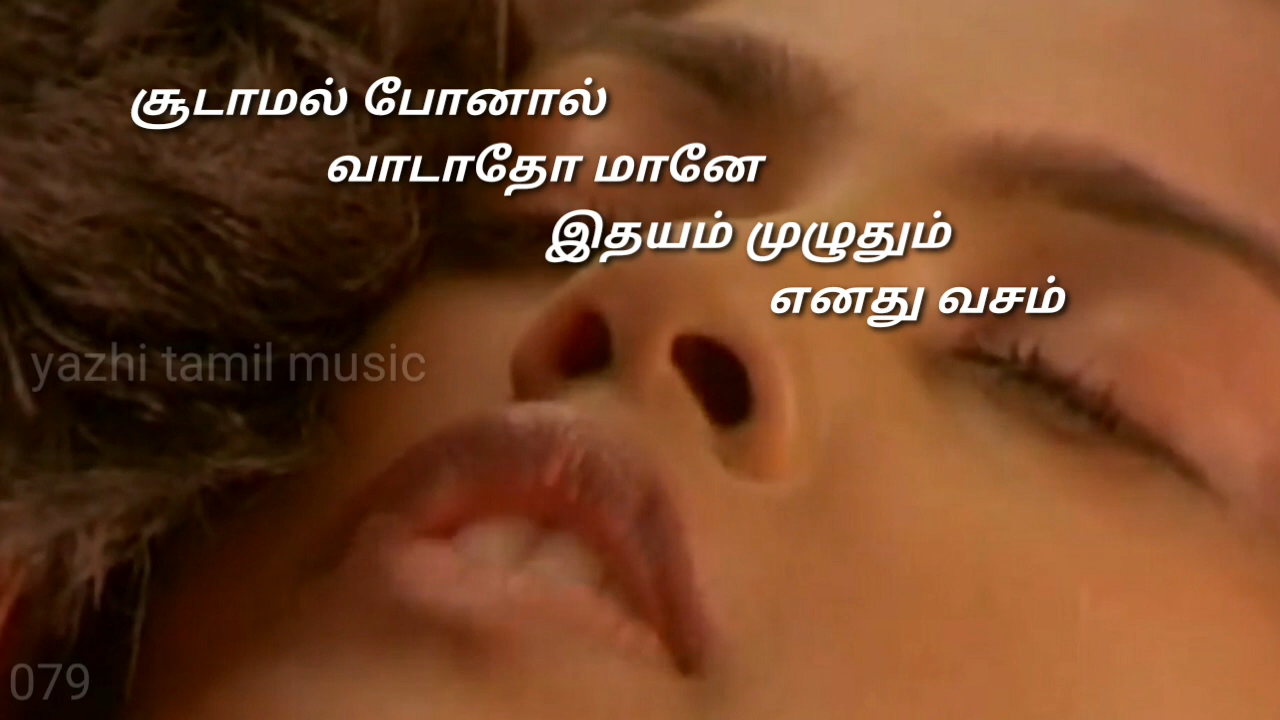 சூடாமல் போனால்
வாடாதோ மானே
இதயம் முழுதும்
எனது வசம்
yazhi tamil music
079